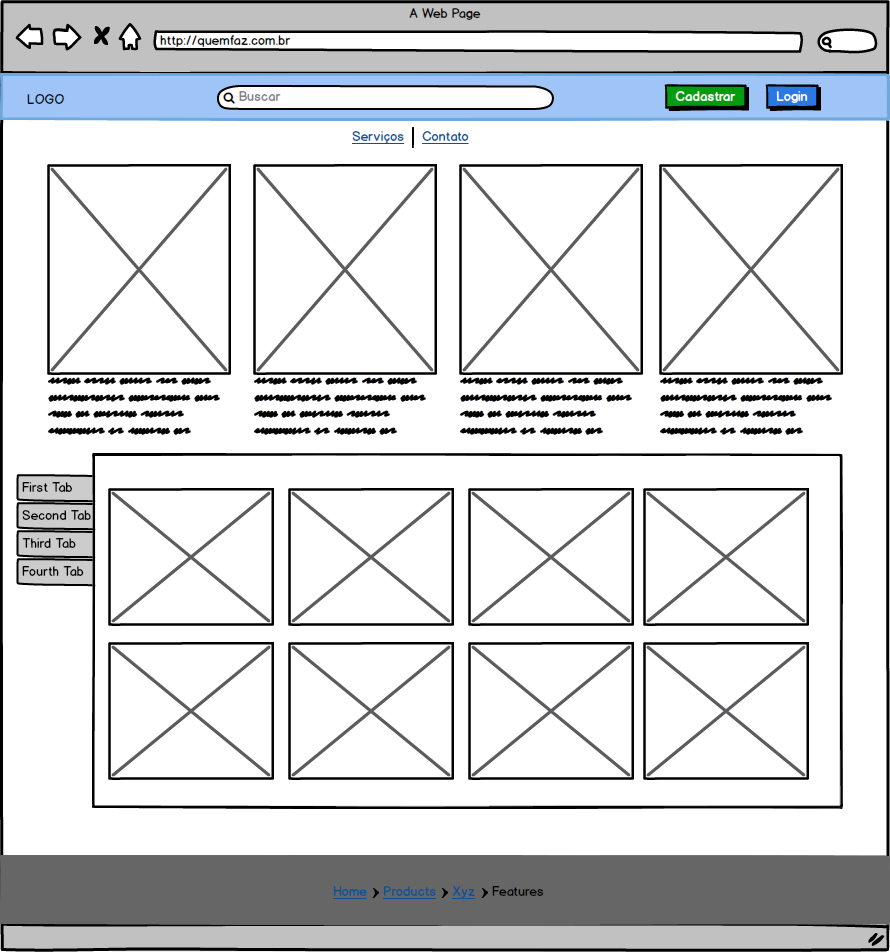 A Web Page
http://quemfaz.com.br
LOGO
Buscar
Cadastrar
Login
Serviços
Contato
First Tab
Second Tab
Third Tab
Fourth Tab
Home Products Xyz Features